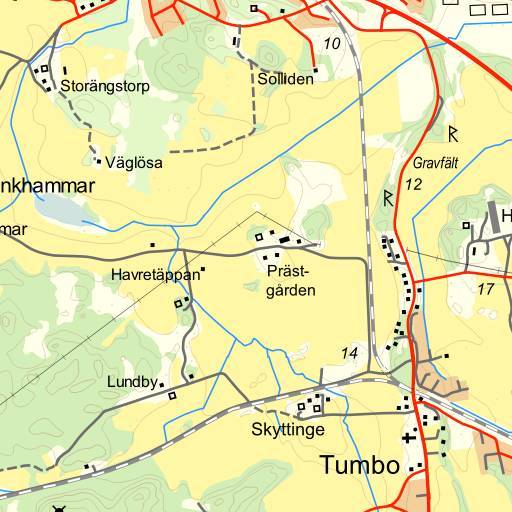 10
Solliden
Storängstorp
R
Väglösa
Gravfält
12
nkhammar
R
H
mar
Havretäppan
Präst-
gården
17
14
Lundby
Skyttinge
Tumbo